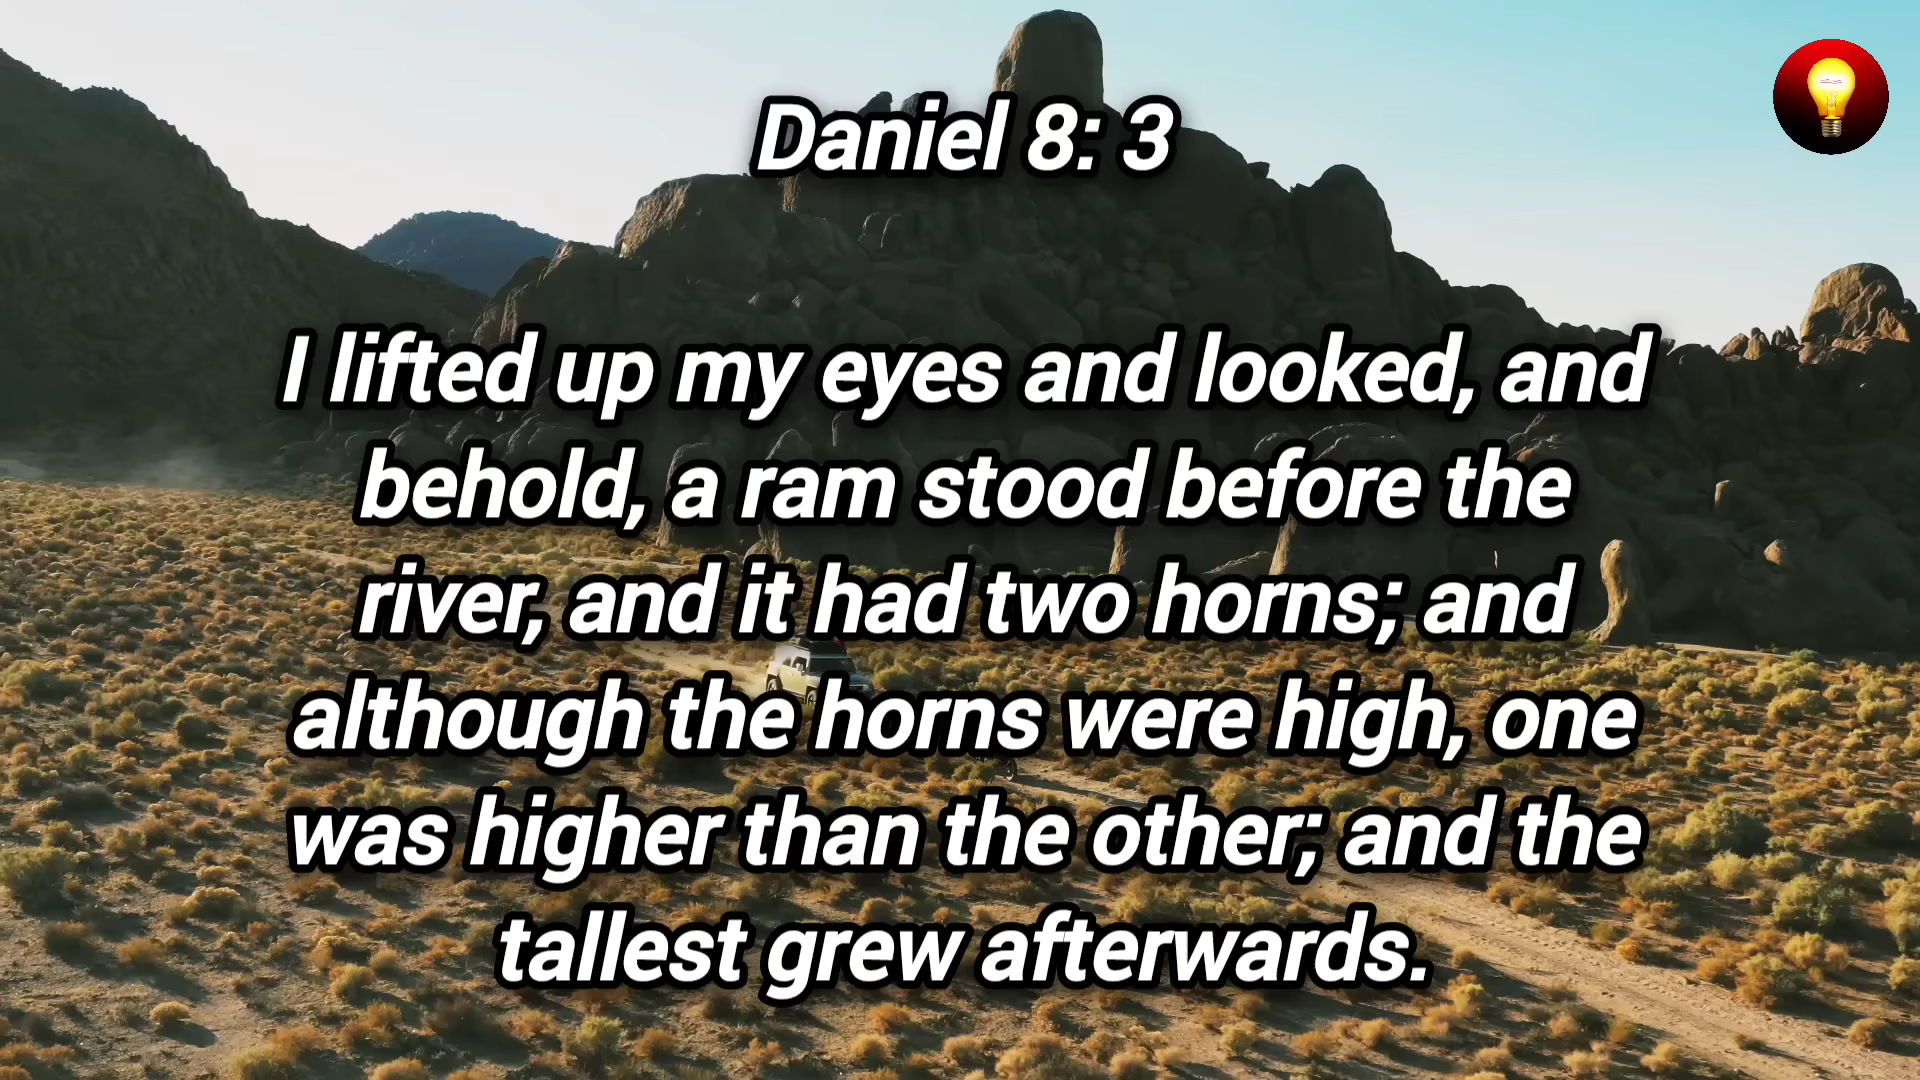 Daniel 8: 3
I lifted up my eyes and looked, and
behold, a ram stood before the
river, and it had two horns; and
although the horns were high, one
was higher than the other; and the
tallest grew afterwards.